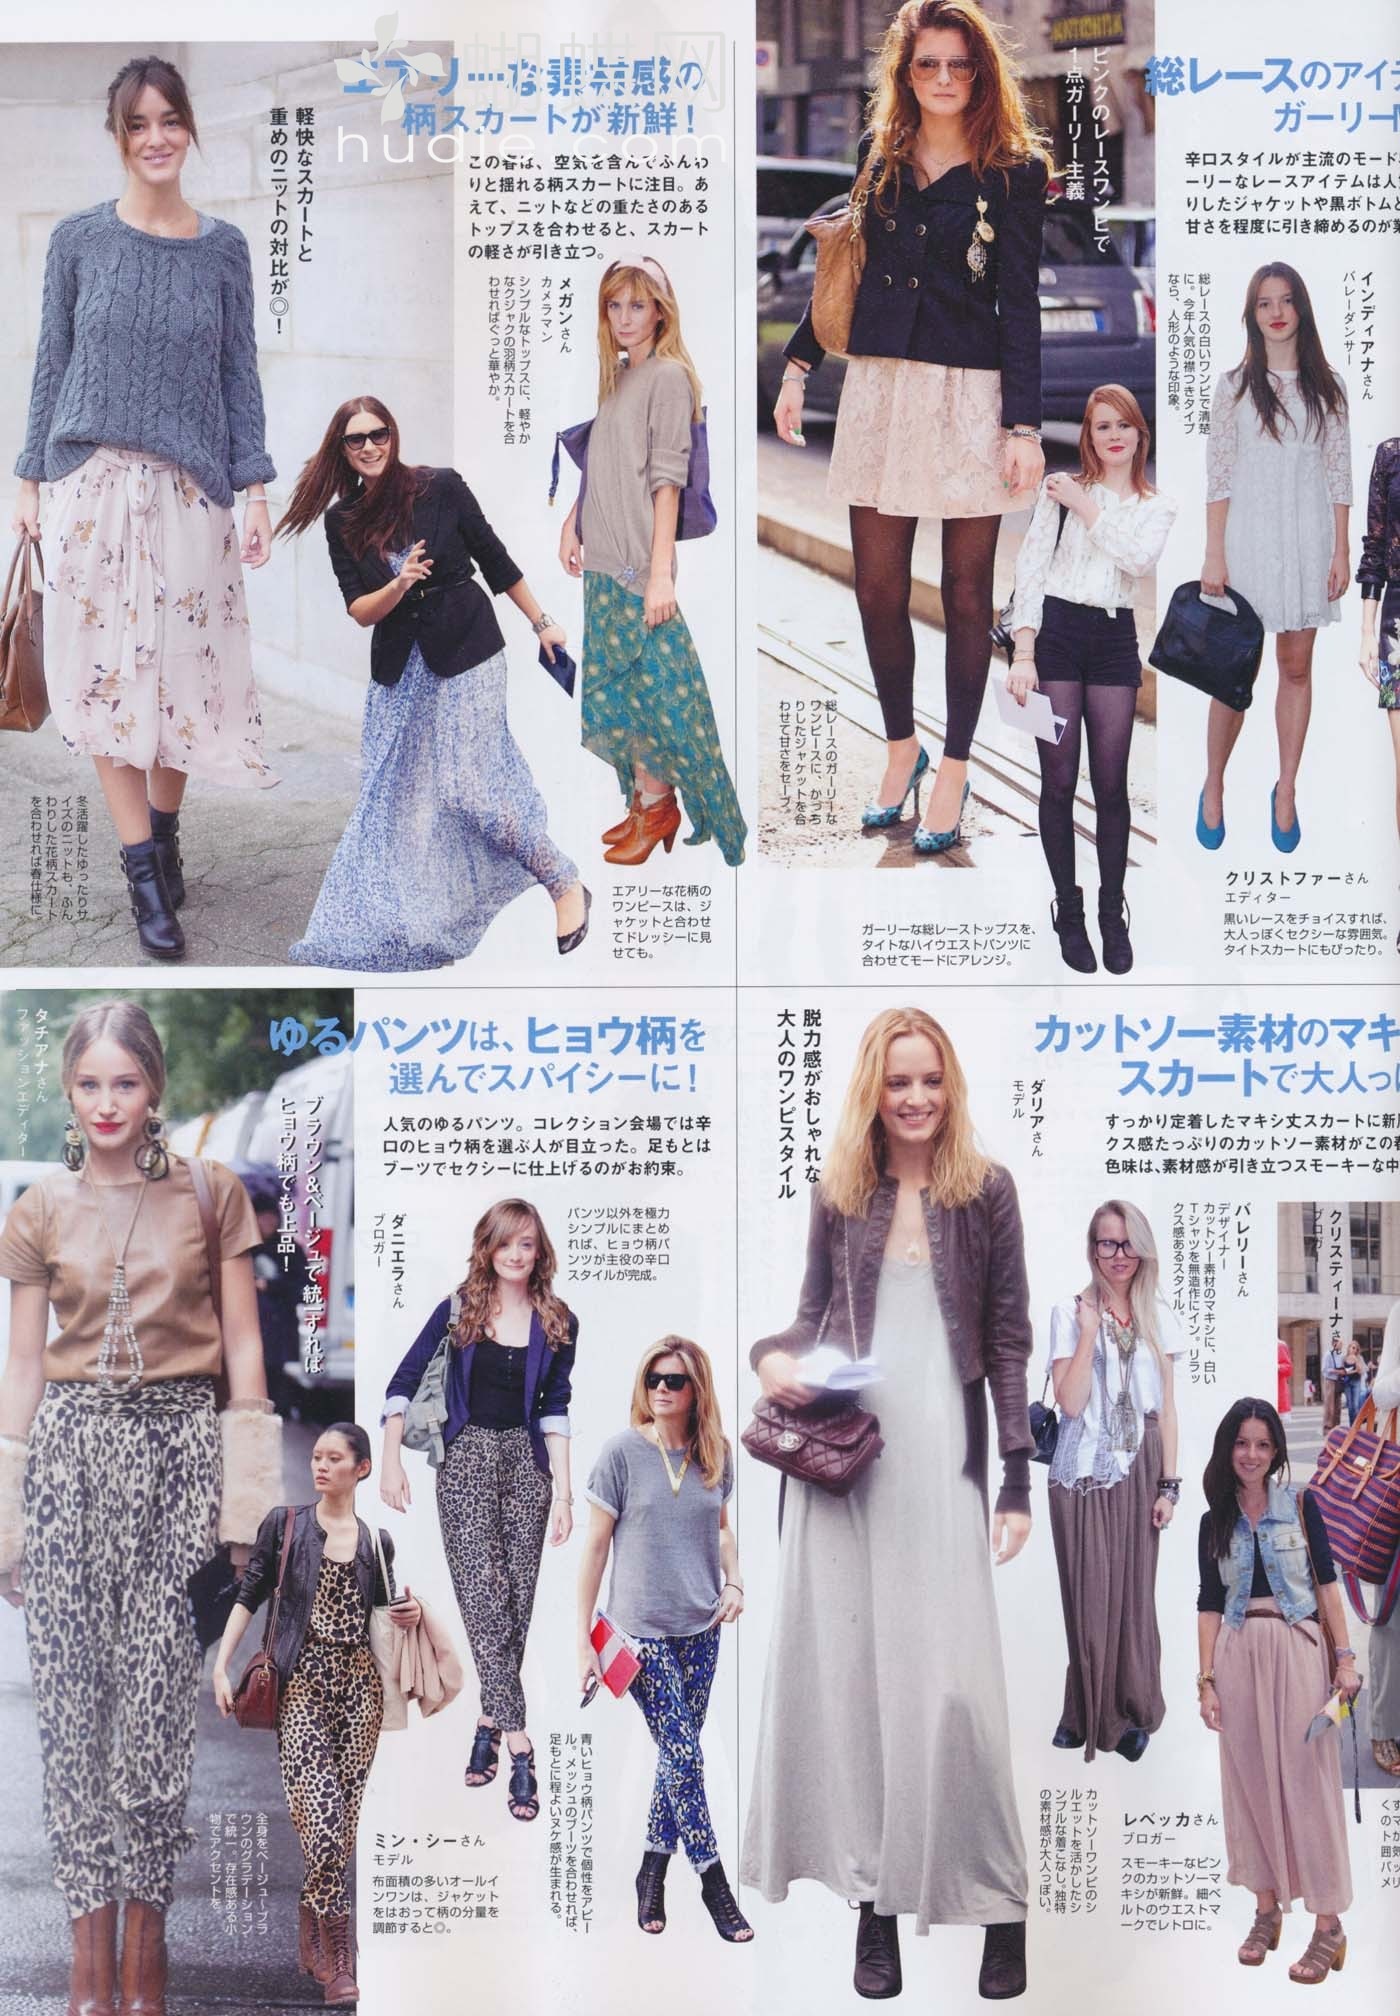 蝴蝶网
hudie.com
エアリーな素材感の
柄スカートが新鮮！
この春は、空気を含んでふんわ
りと揺れる柄スカートに注目。あ
えて、ニットなどの重たさのある
トップスを合わせると、スカート
の軽さが引き立つ。
軽快なスカートと
重めのニットの対比が◎！
メガンさん
カメラマン
シンプルなトップスに、軽やか
なクジャクの羽柄スカートを合
わせればぐっと華やか。
冬活躍したゆったりサ
イズのニットも、ふん
わりした花柄スカート
を合わせれば春仕様に。
エアリーな花柄の
ワンピースは、ジ
ャケットと合わせ
てドレッシーに見
せても。
ピンクのレースワンピで
1点ガーリー主義
総レースのアイ
ガーリー
辛口スタイルが主流のモード
ーリーなレースアイテムは人
りしたジャケットや黒ボトムと
甘さを程度に引き締めるのが
インディアナさん
バレーダンサー
総レースの白いワンピで清楚
に。今年人気の襟つきタイプ
なら、人形のような印象。
総レースのガーリーな
ワンピースに、かっち
りしたジャケットを合
わせて甘さをセーブ。
ガーリーな総レーストップスを、
タイトなハイウエストパンツに
合わせてモードにアレンジ。
クリストファーさん
エディター
黒いレースをチョイスすれば、
大人っぽくセクシーな雰囲気。
タイトスカートにもぴったり。
タチアナさん
ファッションエディター
ゆるパンツは、ヒョウ柄を
選んでスパイシーに！
人気のゆるパンツ。コレクション会場では辛
口のヒョウ柄を選ぶ人が目立った。足もとは
ブーツでセクシーに仕上げるのがお約束。
ブラウン&ベージュで統一すれば
ヒョウ柄でも上品！
ダニエラさん
ブロガー
パンツ以外を極力
シンプルにまとめ
れば、ヒョウ柄パ
ンツが主役の辛口
スタイルが完成。
全身をベージュ〜ブラ
ウンのグラデーション
で統一。存在感ある小
物でアクセントを。
ミン・シーさん
モデル
布面積の多いオールイ
ンワンは、ジャケット
をはおって柄の分量を
調節すると◎。
青いヒョウ柄パンツで個性をアピー
ル。メッシュのブーツを合わせれば、
足もとに程よいヌケ感が生まれる。
脱力感がおしゃれな
大人のワンピスタイル
カットソー素材のマキ
スカートで大人っぽ
すっかり定着したマキシ丈スカートに新
クス感たっぷりのカットソー素材がこの春
色味は、素材感が引き立つスモーキーな中
ダリアさん
モデル
バレリーさん
デザイナー
カットソー素材のマキシに、白い
Tシャツを無造作にイン。リラッ
クス感あるスタイル。
クリスティーナさん
ブロガー
カットソーワンピのシ
ルエットを活かしたシ
ンプルな着こなし。独特
の素材感が大人っぽい。
レベッカさん
ブロガー
スモーキーなピン
クのカットソーマ
キシが新鮮。細ベ
ルトのウエストマ
ークでレトロに。